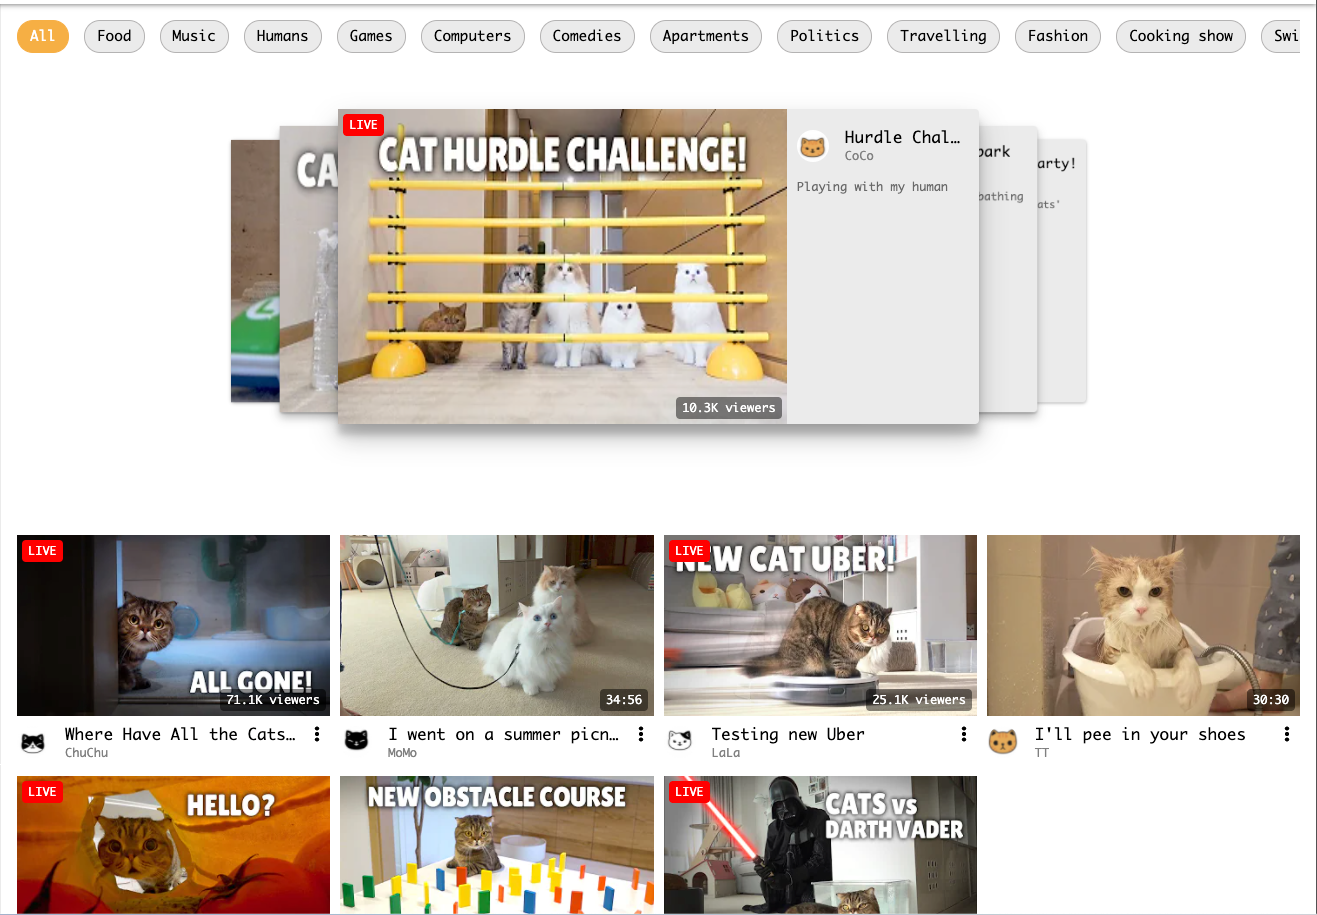 All Food Music Humans Games Computers Comedies Apartments Politics Travelling Fashion Cooking show Swi
LIVE
CAT HURDLE CHALLENGE!
10.3K viewers
Hurdle Chal…
CoCo
Playing with my human
CA
park
bathing
arty!
ats'
LIVE
ALL GONE!
71.1K viewers
Where Have All the Cats…
ChuChu
34:56
I went on a summer picn…
MoMo
LIVE
NEW CAT UBER!
25.1K viewers
Testing new Uber
LaLa
30:30
I'll pee in your shoes
TT
LIVE
HELLO?
NEW OBSTACLE COURSE
LIVE
CATS vs
DARTH VADER